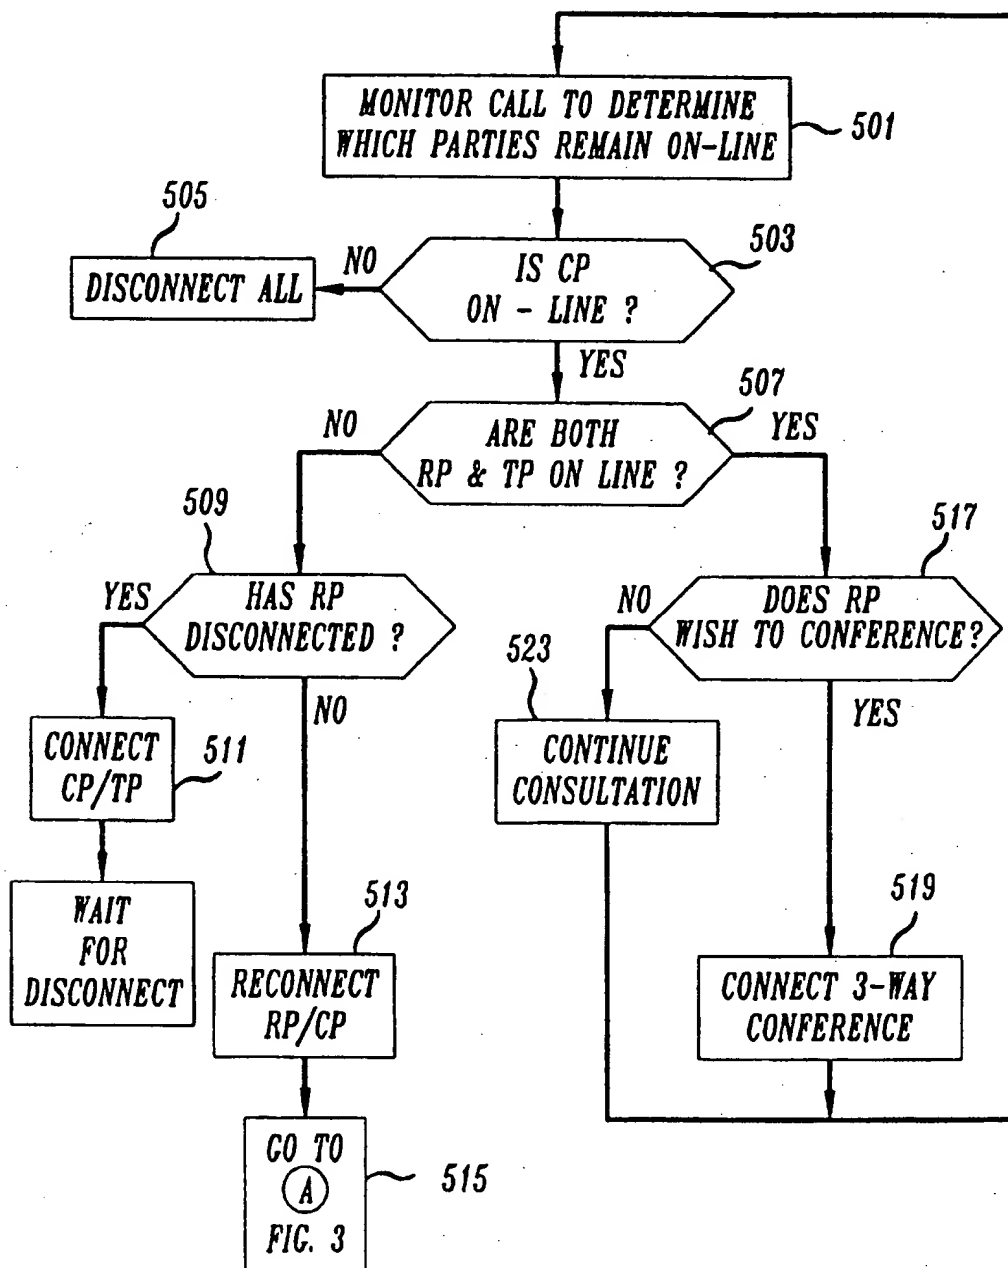 MONITOR CALL TO DETERMINE
WHICH PARTIES REMAIN ON-LINE
501
505
DISCONNECT ALL
NO
IS CP
ON - LINE ?
503
YES
507
NO
ARE BOTH
RP & TP ON LINE ?
YES
509
YES
HAS RP
DISCONNECTED ?
NO
517
NO
DOES RP
WISH TO CONFERENCE?
YES
523
CONTINUE
CONSULTATION
CONNECT
CP/TP
511
WAIT
FOR
DISCONNECT
513
RECONNECT
RP/CP
519
CONNECT 3-WAY
CONFERENCE
GO TO
A
FIG. 3
515